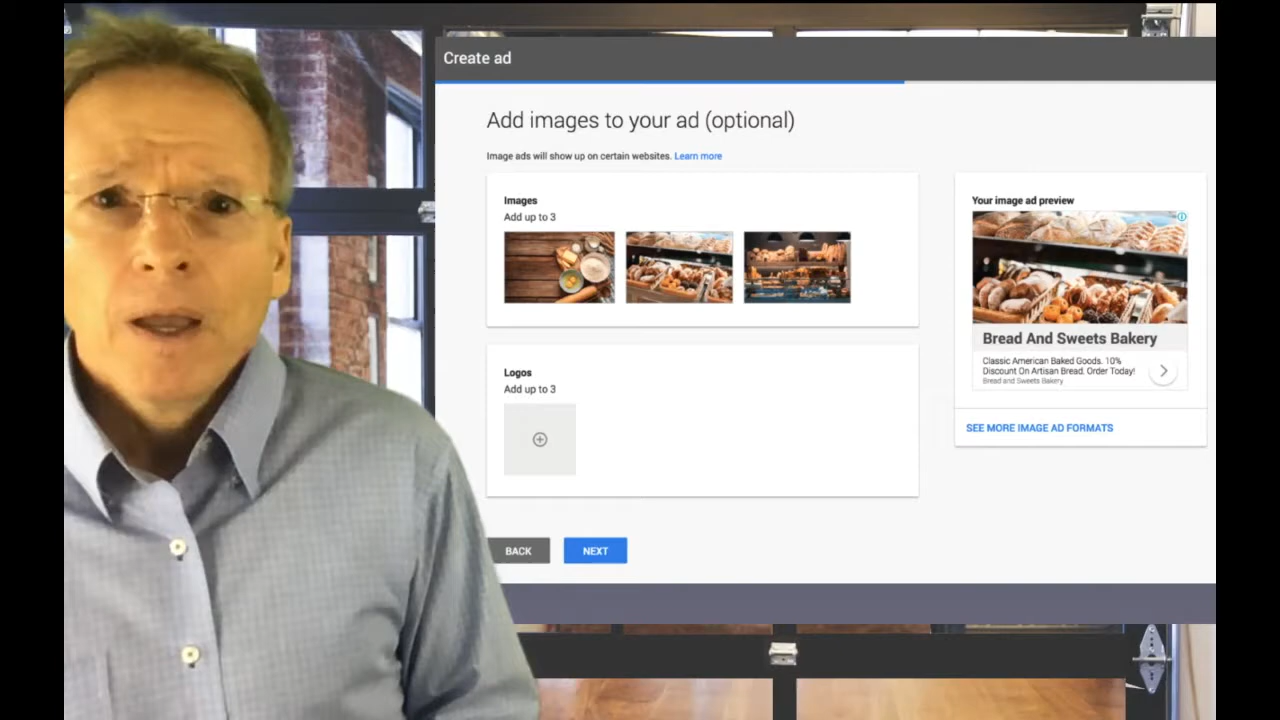 Create ad
Add images to your ad (optional)
Image ads will show up on certain websites. Learn more
Images
Add up to 3
Logos
Add up to 3
BACK
NEXT
Your image ad preview
Bread And Sweets Bakery
Classic American Baked Goods. 10%
Discount On Artisan Bread. Order Today!
Bread and Sweets Bakery
SEE MORE IMAGE AD FORMATS